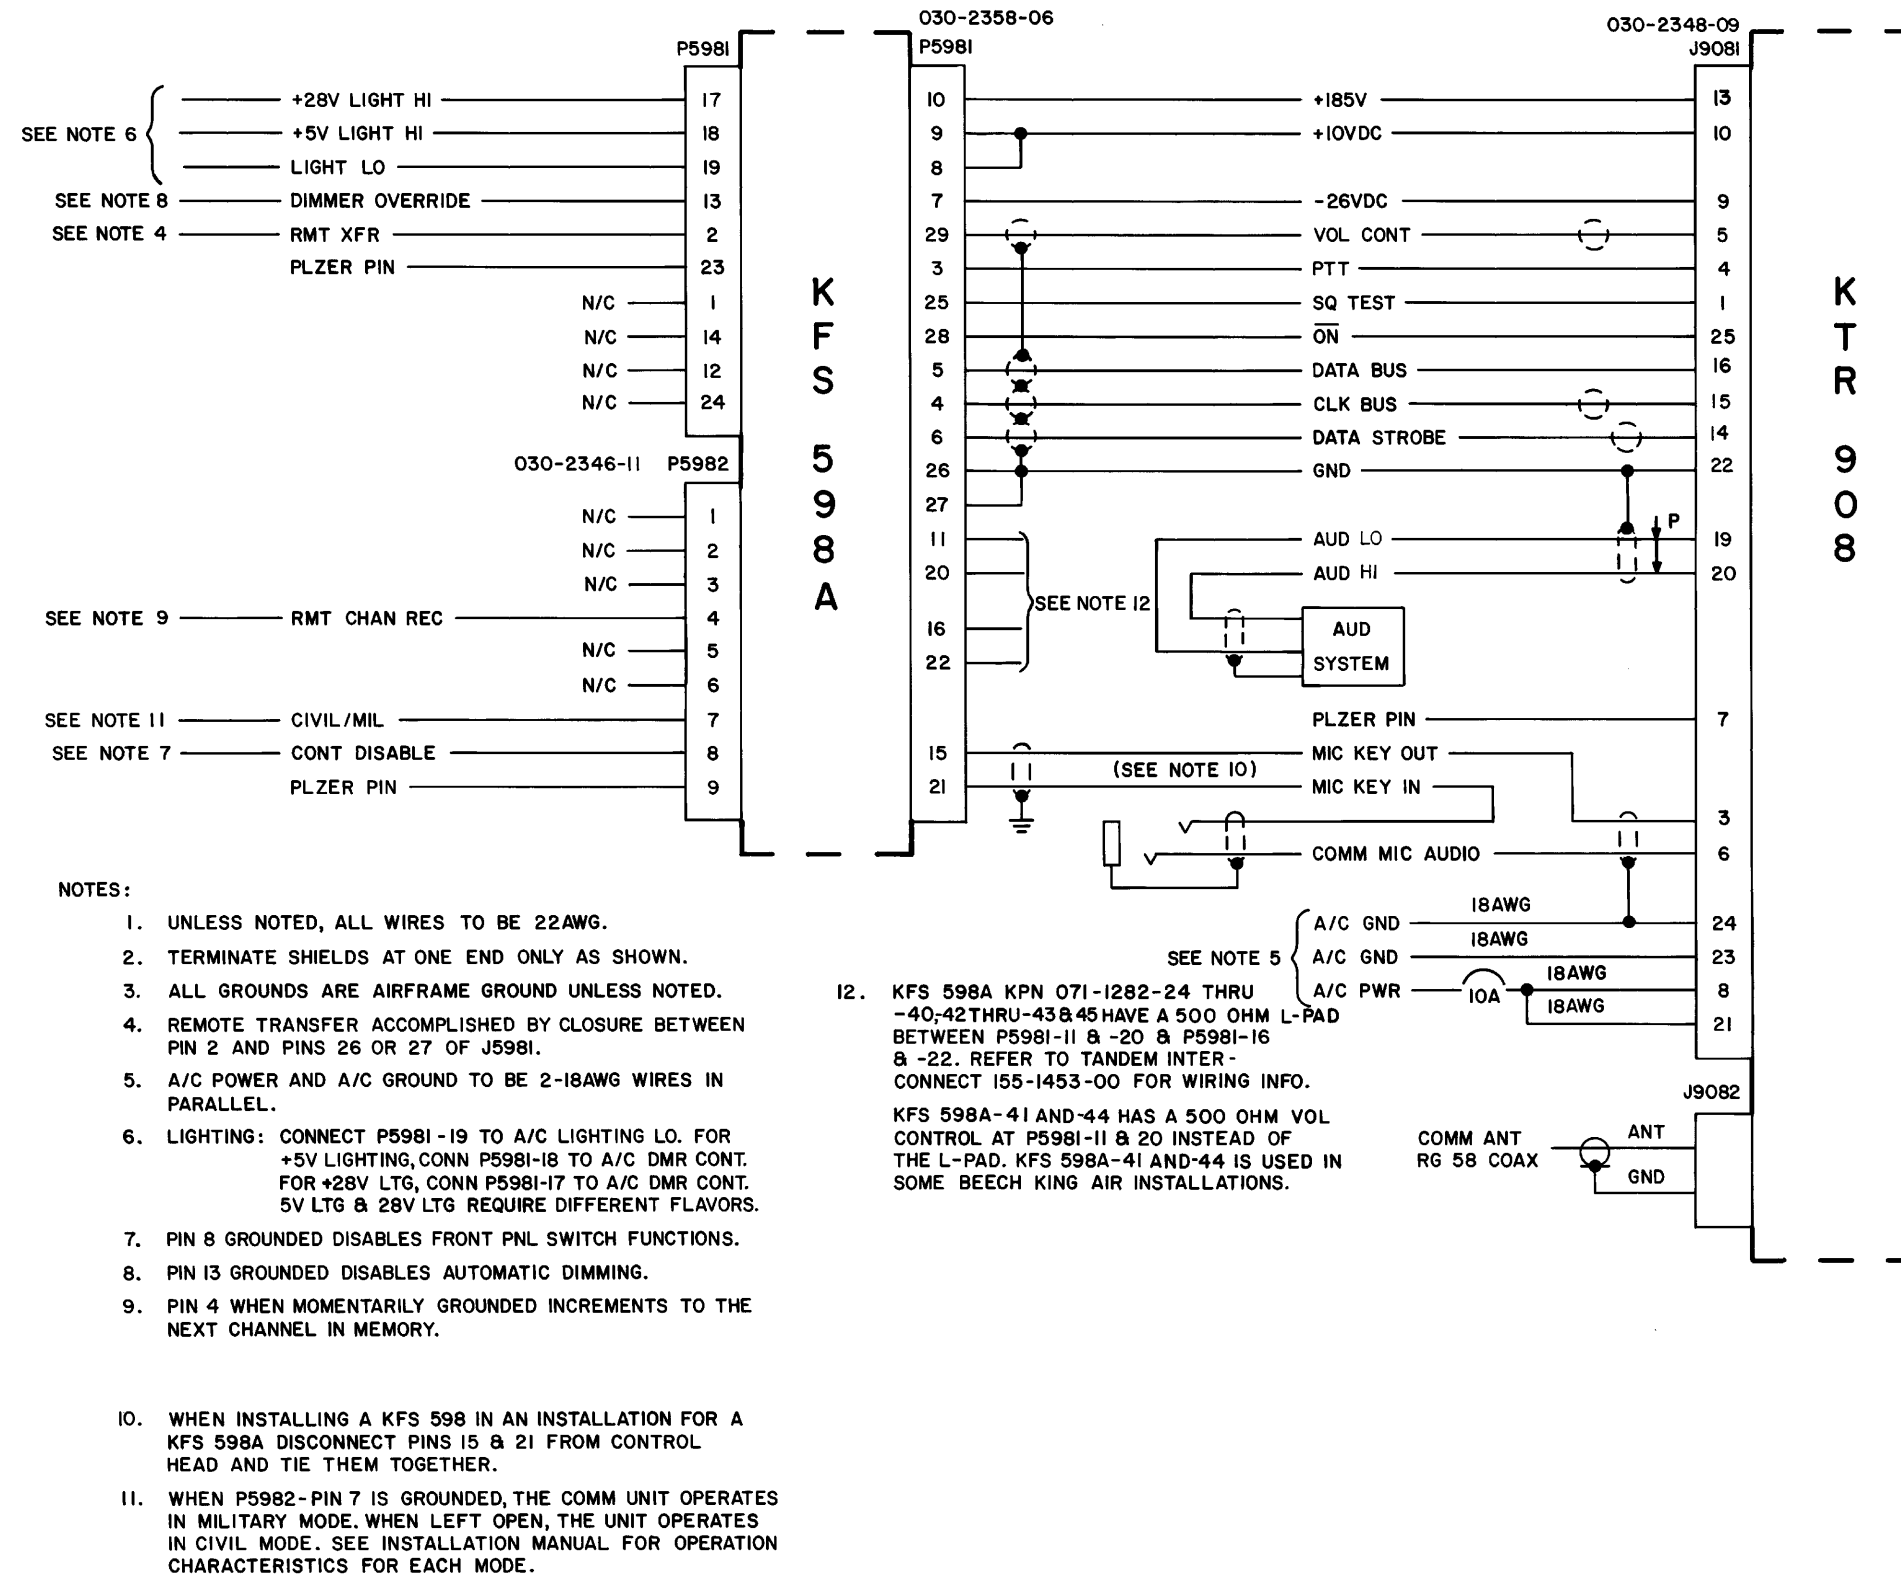 030-2358-06
030-2348-09
P5981
P5981
J9081
SEE NOTE 6
+28V LIGHT HI
17
+5V LIGHT HI
18
LIGHT LO
19
SEE NOTE 8
DIMMER OVERRIDE
13
SEE NOTE 4
RMT XFR
2
PLZER PIN
23
N/C
1
N/C
14
N/C
12
N/C
24
030-2346-11
P5982
N/C
1
N/C
2
N/C
3
SEE NOTE 9
RMT CHAN REC
4
N/C
5
N/C
6
SEE NOTE 11
CIVIL/MIL
7
SEE NOTE 7
CONT DISABLE
8
PLZER PIN
9
KFS 598A
10
+185V
13
9
+10VDC
10
8
7
-26VDC
9
29
VOL CONT
5
3
PTT
4
25
SQ TEST
1
28
ON
25
5
DATA BUS
16
4
CLK BUS
15
6
DATA STROBE
14
26
GND
22
27
P
11
AUD LO
19
20
AUD HI
20
SEE NOTE 12
16
22
AUD
SYSTEM
PLZER PIN
7
15
MIC KEY OUT
(SEE NOTE 10)
21
MIC KEY IN
3
COMM MIC AUDIO
6
18AWG
A/C GND
24
18AWG
SEE NOTE 5
A/C GND
23
18AWG
A/C PWR
10A
8
18AWG
21
KTR 908
J9082
COMM ANT
RG 58 COAX
ANT
GND
NOTES:
1. UNLESS NOTED, ALL WIRES TO BE 22AWG.
2. TERMINATE SHIELDS AT ONE END ONLY AS SHOWN.
3. ALL GROUNDS ARE AIRFRAME GROUND UNLESS NOTED.
4. REMOTE TRANSFER ACCOMPLISHED BY CLOSURE BETWEEN
PIN 2 AND PINS 26 OR 27 OF J5981.
5. A/C POWER AND A/C GROUND TO BE 2-18AWG WIRES IN
PARALLEL.
6. LIGHTING: CONNECT P5981-19 TO A/C LIGHTING LO. FOR
+5V LIGHTING, CONN P5981-18 TO A/C DMR CONT.
FOR +28V LTG, CONN P5981-17 TO A/C DMR CONT.
5V LTG & 28V LTG REQUIRE DIFFERENT FLAVORS.
7. PIN 8 GROUNDED DISABLES FRONT PNL SWITCH FUNCTIONS.
8. PIN 13 GROUNDED DISABLES AUTOMATIC DIMMING.
9. PIN 4 WHEN MOMENTARILY GROUNDED INCREMENTS TO THE
NEXT CHANNEL IN MEMORY.
10. WHEN INSTALLING A KFS 598 IN AN INSTALLATION FOR A
KFS 598A DISCONNECT PINS 15 & 21 FROM CONTROL
HEAD AND TIE THEM TOGETHER.
11. WHEN P5982-PIN 7 IS GROUNDED, THE COMM UNIT OPERATES
IN MILITARY MODE. WHEN LEFT OPEN, THE UNIT OPERATES
IN CIVIL MODE. SEE INSTALLATION MANUAL FOR OPERATION
CHARACTERISTICS FOR EACH MODE.
12. KFS 598A KPN 071-1282-24 THRU
-40,-42 THRU-43 & 45 HAVE A 500 OHM L-PAD
BETWEEN P5981-11 & -20 & P5981-16
& -22. REFER TO TANDEM INTER-
CONNECT 155-1453-00 FOR WIRING INFO.
KFS 598A-41 AND-44 HAS A 500 OHM VOL
CONTROL AT P5981-11 & 20 INSTEAD OF
THE L-PAD. KFS 598A-41 AND-44 IS USED IN
SOME BEECH KING AIR INSTALLATIONS.